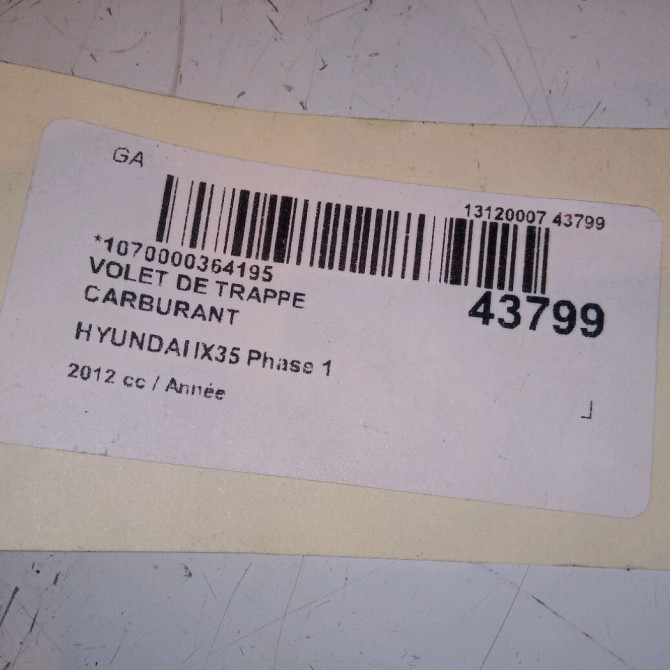 GA
13120007 43799
*1070000364195
43799
VOLET DE TRAPPE
CARBURANT
HYUNDAI IX35 Phase 1
2012 cc / Année